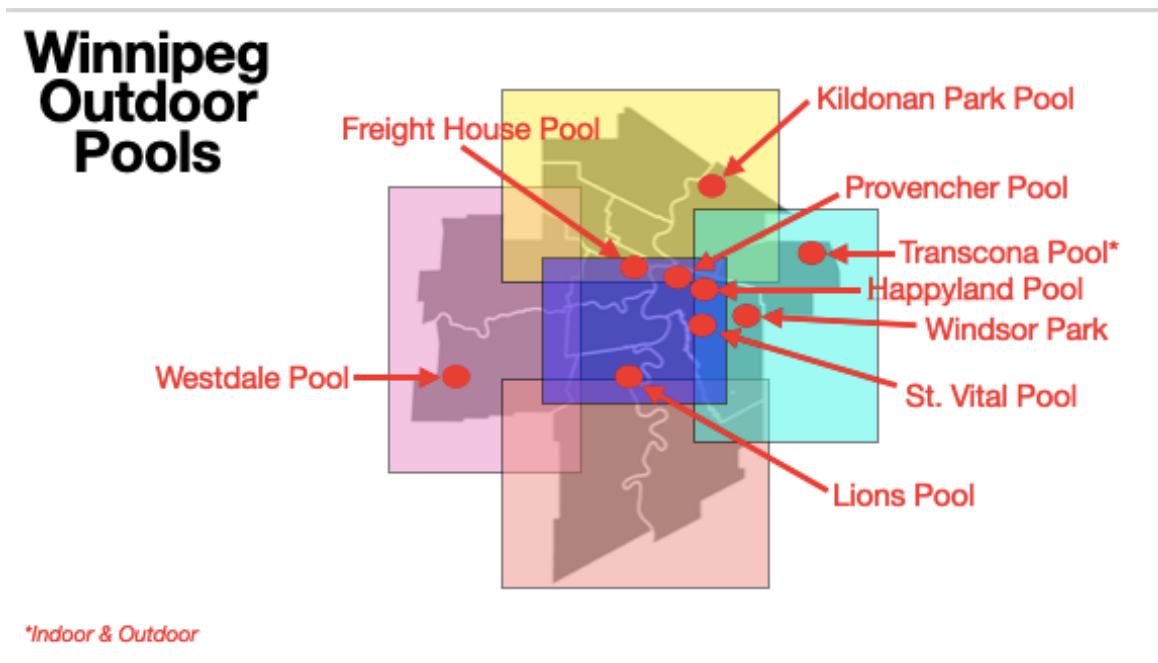 Winnipeg
Outdoor
Pools
Kildonan Park Pool
Freight House Pool
Provencher Pool
Transcona Pool*
Happyland Pool
Windsor Park
Westdale Pool
St. Vital Pool
Lions Pool
*Indoor & Outdoor